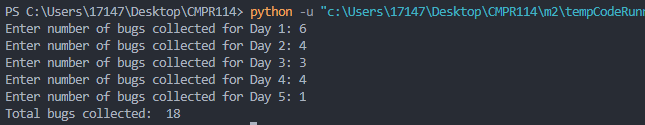 PS C:\Users\17147\Desktop\CMPR114> python -u "c:\Users\17147\Desktop\CMPR114\m2\tempCodeRunn
Enter number of bugs collected for Day 1: 6
Enter number of bugs collected for Day 2: 4
Enter number of bugs collected for Day 3: 3
Enter number of bugs collected for Day 4: 4
Enter number of bugs collected for Day 5: 1
Total bugs collected:  18